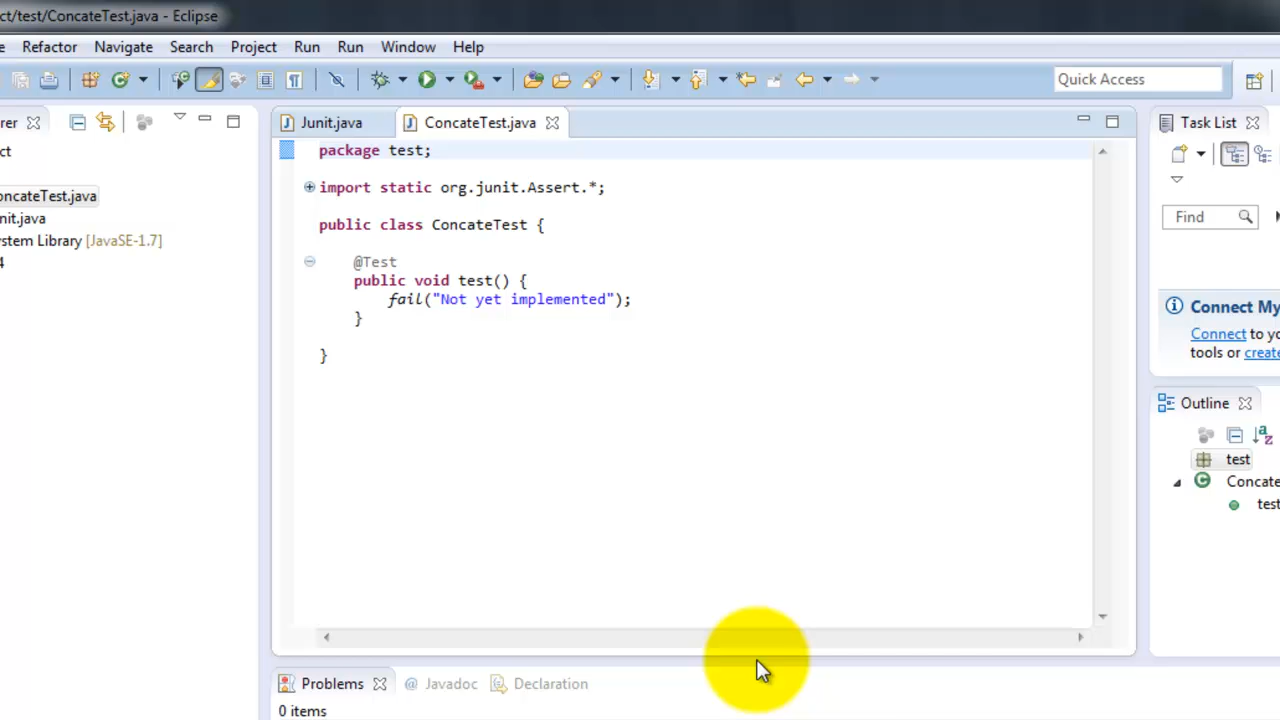 ct/test/ConcateTest.java - Eclipse
e Refactor Navigate Search Project Run Run Window Help
Quick Access
rer
Junit.java
ConcateTest.java
Task List
ct
package test;
oncateTest.java
import static org.junit.Assert.*;
nit.java
Find
public class ConcateTest {
ystem Library [JavaSE-1.7]
4
@Test
public void test() {
fail("Not yet implemented");
}
}
Connect My
Connect to yo
tools or create
Outline
test
Concate
test
Problems
@ Javadoc
Declaration
0 items